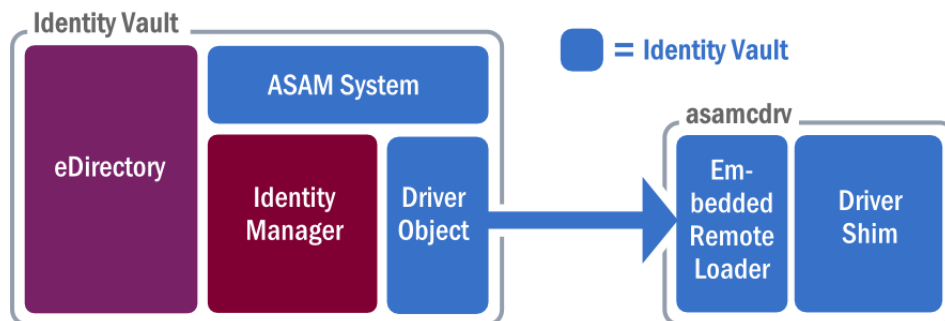 Identity Vault
eDirectory
ASAM System
Identity
Manager
Driver
Object
= Identity Vault
asamcdrv
Em-
bedded
Remote
Loader
Driver
Shim